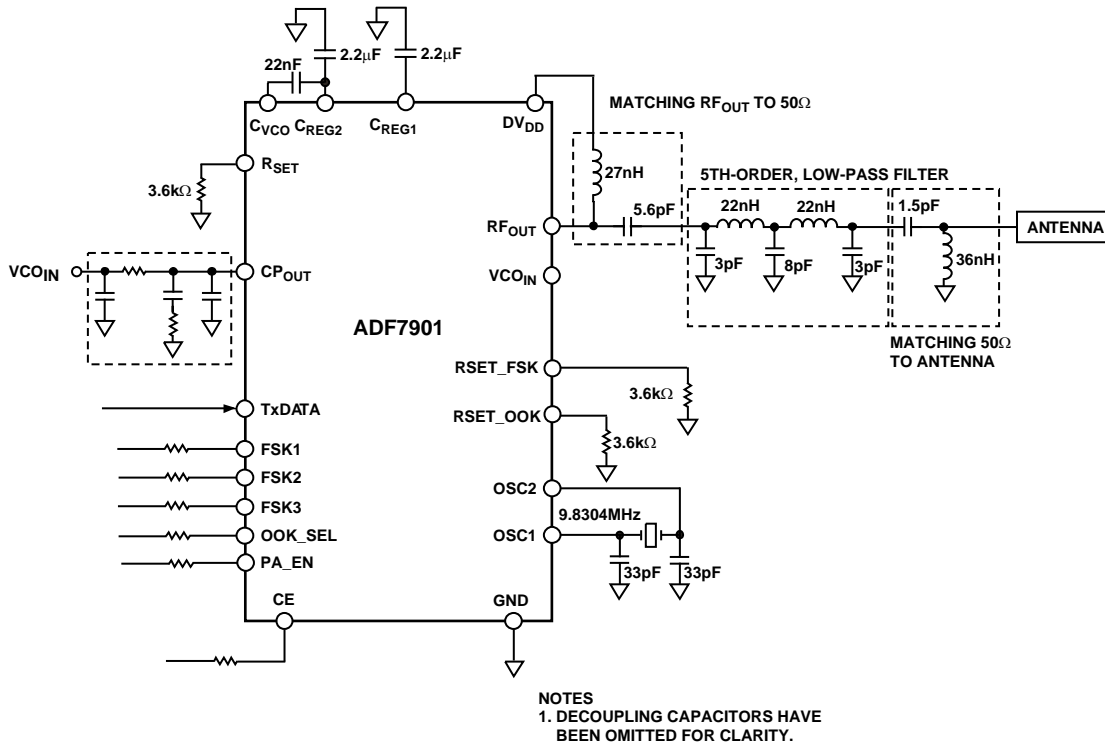 2.2µF
2.2µF
22nF
MATCHING RFOUT TO 50Ω
CVCO
CREG2
CREG1
DVDD
RSET
3.6kΩ
27nH
5TH-ORDER, LOW-PASS FILTER
5.6pF
22nH
22nH
1.5pF
ANTENNA
RFOUT
3pF
8pF
3pF
36nH
VCOIN
CPOUT
VCOIN
ADF7901
MATCHING 50Ω
TO ANTENNA
RSET_FSK
3.6kΩ
TxDATA
RSET_OOK
3.6kΩ
FSK1
FSK2
FSK3
OSC2
9.8304MHz
OOK_SEL
OSC1
PA_EN
33pF
33pF
CE
GND
NOTES
1. DECOUPLING CAPACITORS HAVE
BEEN OMITTED FOR CLARITY.